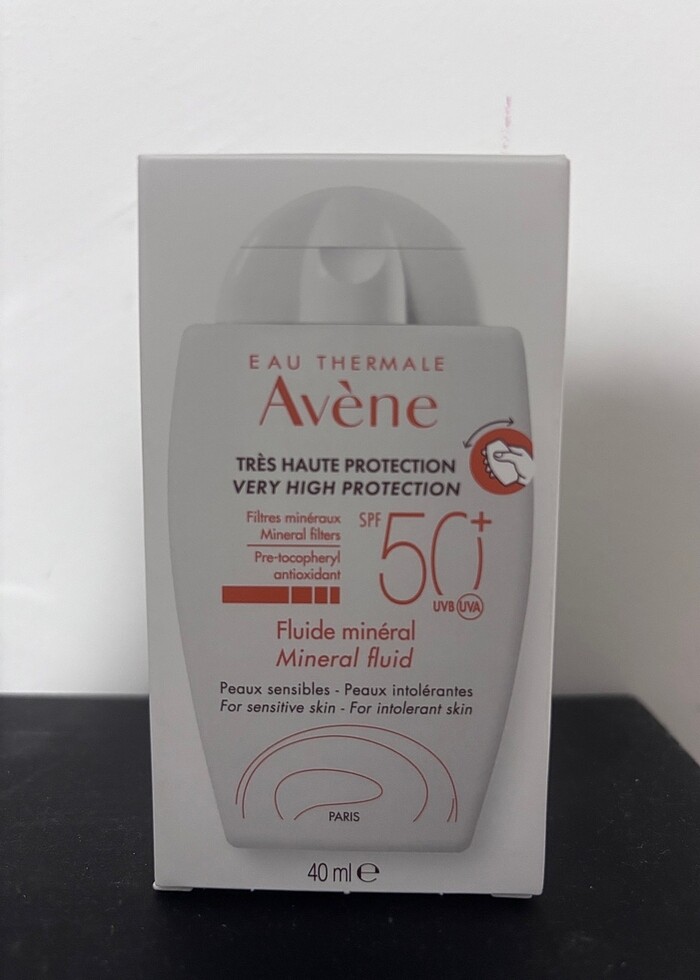 EAU THERMALE
Avène
TRÈS HAUTE PROTECTION
VERY HIGH PROTECTION
Filtres minéraux
Mineral filters
Pre-tocopheryl
antioxidant
SPF 50+
UVB UVA
Fluide minéral
Mineral fluid
Peaux sensibles - Peaux intolérantes
For sensitive skin - For intolerant skin
PARIS
40 ml ℮